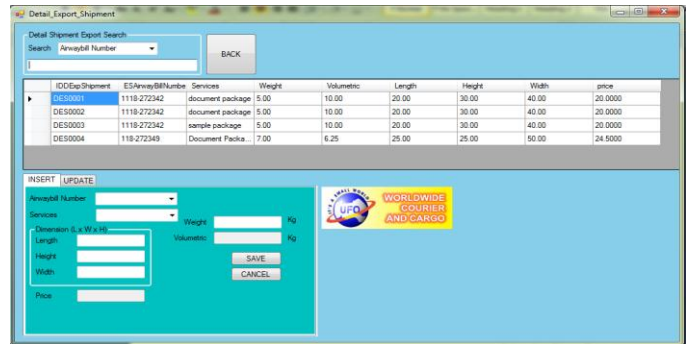 Detail_Export_Shipment
Detail Shipment Export Search
Search Airwaybill Number
BACK
IDDExpShipment ESAirwayBillNumbe Services Weight Volumetric Length Height Width price
DES0001 1118-272342 document package 5.00 10.00 20.00 30.00 40.00 20.0000
DES0002 1118-272342 document package 5.00 10.00 20.00 30.00 40.00 20.0000
DES0003 1118-272342 sample package 5.00 10.00 20.00 30.00 40.00 20.0000
DES0004 118-272349 Document Packa... 7.00 6.25 25.00 25.00 50.00 24.5000
INSERT UPDATE
Airwaybill Number
Services
Weight Kg
Dimension (L x W x H)
Length
Volumetric Kg
Height
SAVE
Width
CANCEL
Price
IT'S A SMALL WORLD
UFO
WORLDWIDE
COURIER
AND CARGO